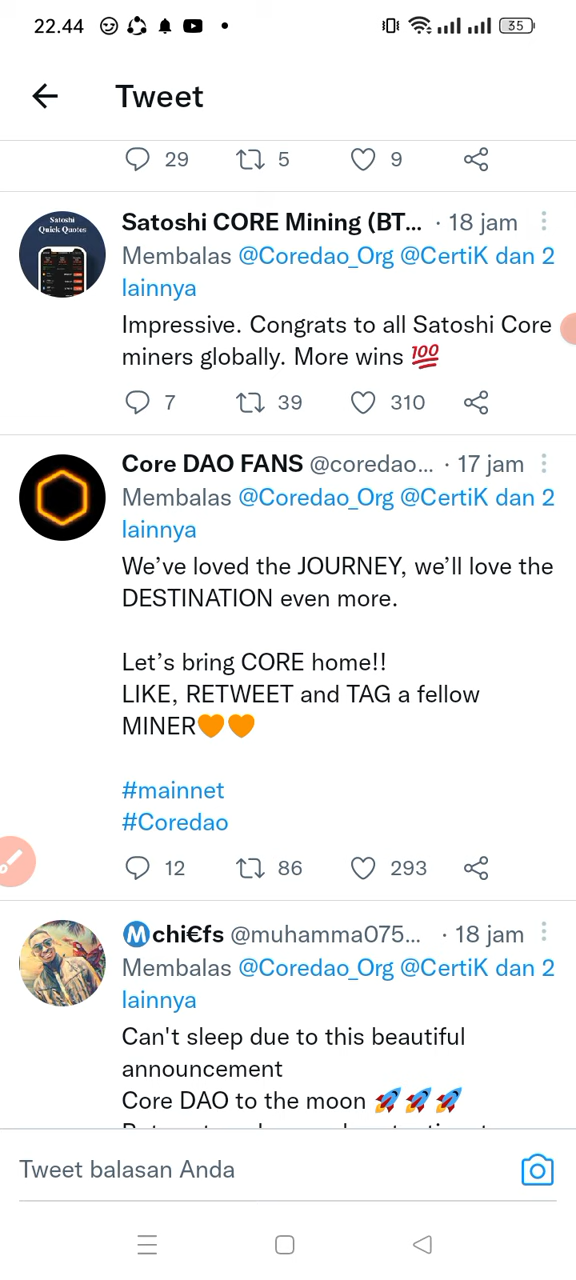 22.44
35
Tweet
29 5 9
Satoshi
Quick Quotes
Satoshi CORE Mining (BT... · 18 jam
Membalas @Coredao_Org @CertiK dan 2
lainnya
Impressive. Congrats to all Satoshi Core
miners globally. More wins 💯
7 39 310
Core DAO FANS @coredao... · 17 jam
Membalas @Coredao_Org @CertiK dan 2
lainnya
We’ve loved the JOURNEY, we’ll love the
DESTINATION even more.
Let’s bring CORE home!!
LIKE, RETWEET and TAG a fellow
MINER🧡🧡
#mainnet
#Coredao
12 86 293
Ⓜchi€fs @muhamma075... · 18 jam
Membalas @Coredao_Org @CertiK dan 2
lainnya
Can't sleep due to this beautiful
announcement
Core DAO to the moon 🚀🚀🚀
Tweet balasan Anda